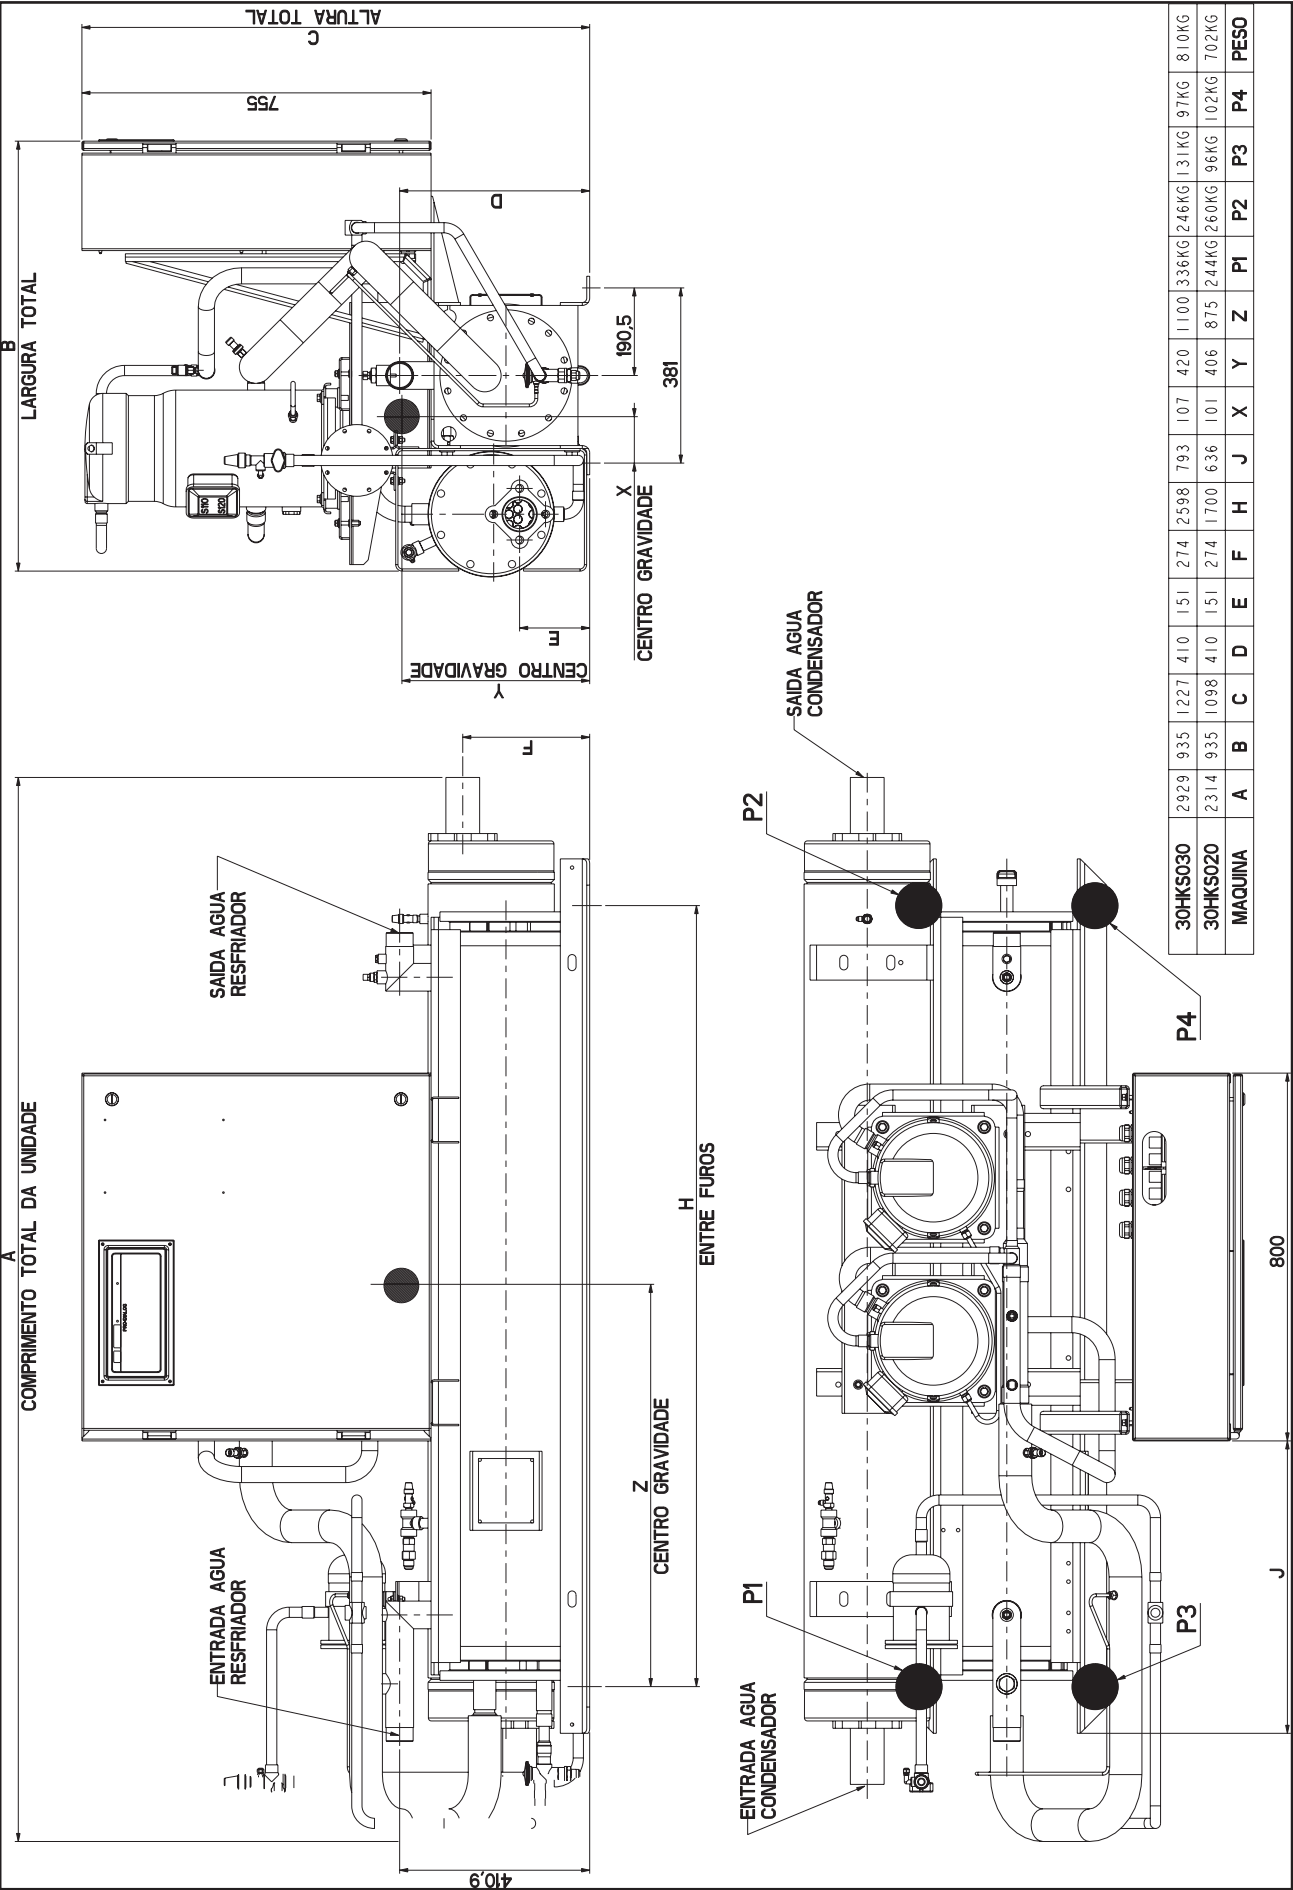 A
COMPRIMENTO TOTAL DA UNIDADE
SAIDA AGUA
RESFRIADOR
ENTRADA AGUA
RESFRIADOR
410,9
F
H
ENTRE FUROS
Z
CENTRO GRAVIDADE
B
LARGURA TOTAL
C
ALTURA TOTAL
755
D
E
S110
S120
190,5
381
X
CENTRO GRAVIDADE
Y
CENTRO GRAVIDADE
SAIDA AGUA
CONDENSADOR
ENTRADA AGUA
CONDENSADOR
P1
P2
P3
P4
800
J
30HKS030 2929 935 1227 410 151 274 2598 793 107 420 1100 336KG 246KG 131KG 97KG 810KG
30HKS020 2314 935 1098 410 151 274 1700 636 101 406 875 244KG 260KG 96KG 102KG 702KG
MAQUINA A B C D E F H J X Y Z P1 P2 P3 P4 PESO